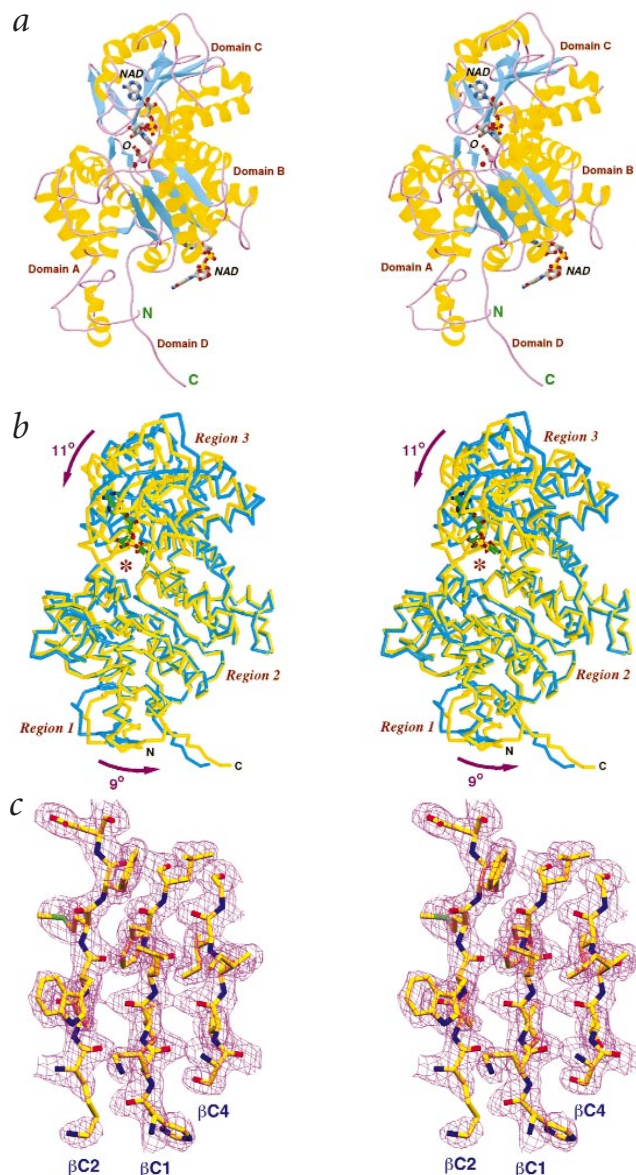 a
Domain C
NAD
O
Domain B
Domain A
NAD
N
Domain D
C
Domain C
NAD
O
Domain B
Domain A
NAD
N
Domain D
C
b
11°
Region 3
*
Region 2
Region 1
N
C
9°
11°
Region 3
*
Region 2
Region 1
N
C
9°
c
βC4
βC2 βC1
βC4
βC2 βC1